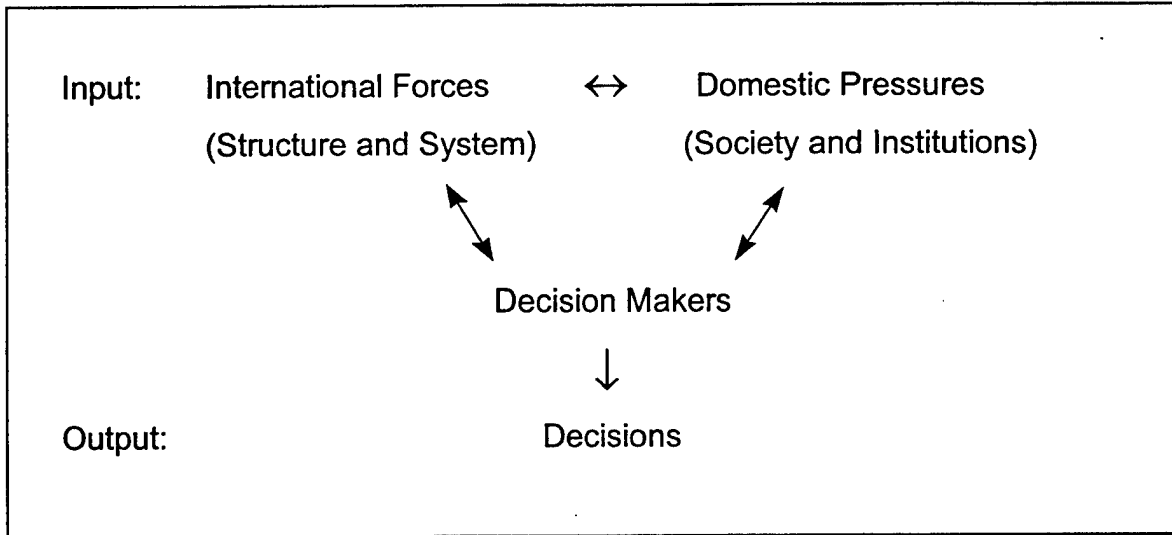 Input: International Forces ↔ Domestic Pressures
(Structure and System) (Society and Institutions)
Decision Makers
↓
Output: Decisions